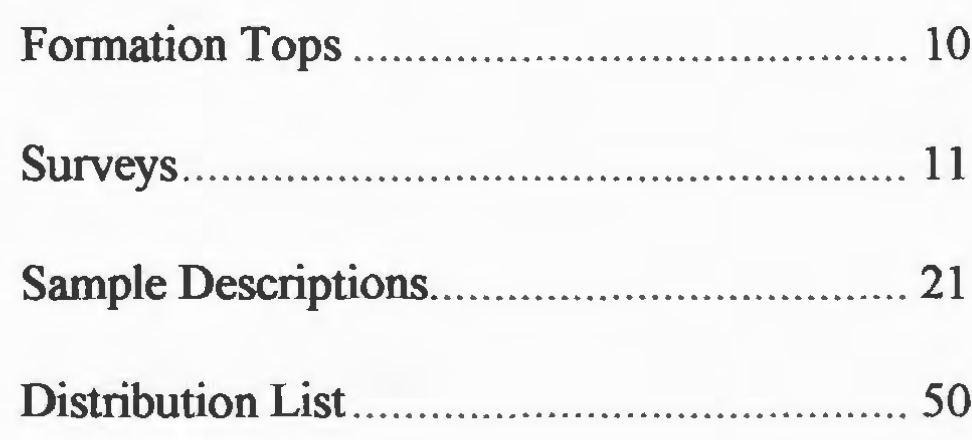 Formation Tops ........................................ 10
Surveys..................................................... 11
Sample Descriptions................................... 21
Distribution List ........................................ 50